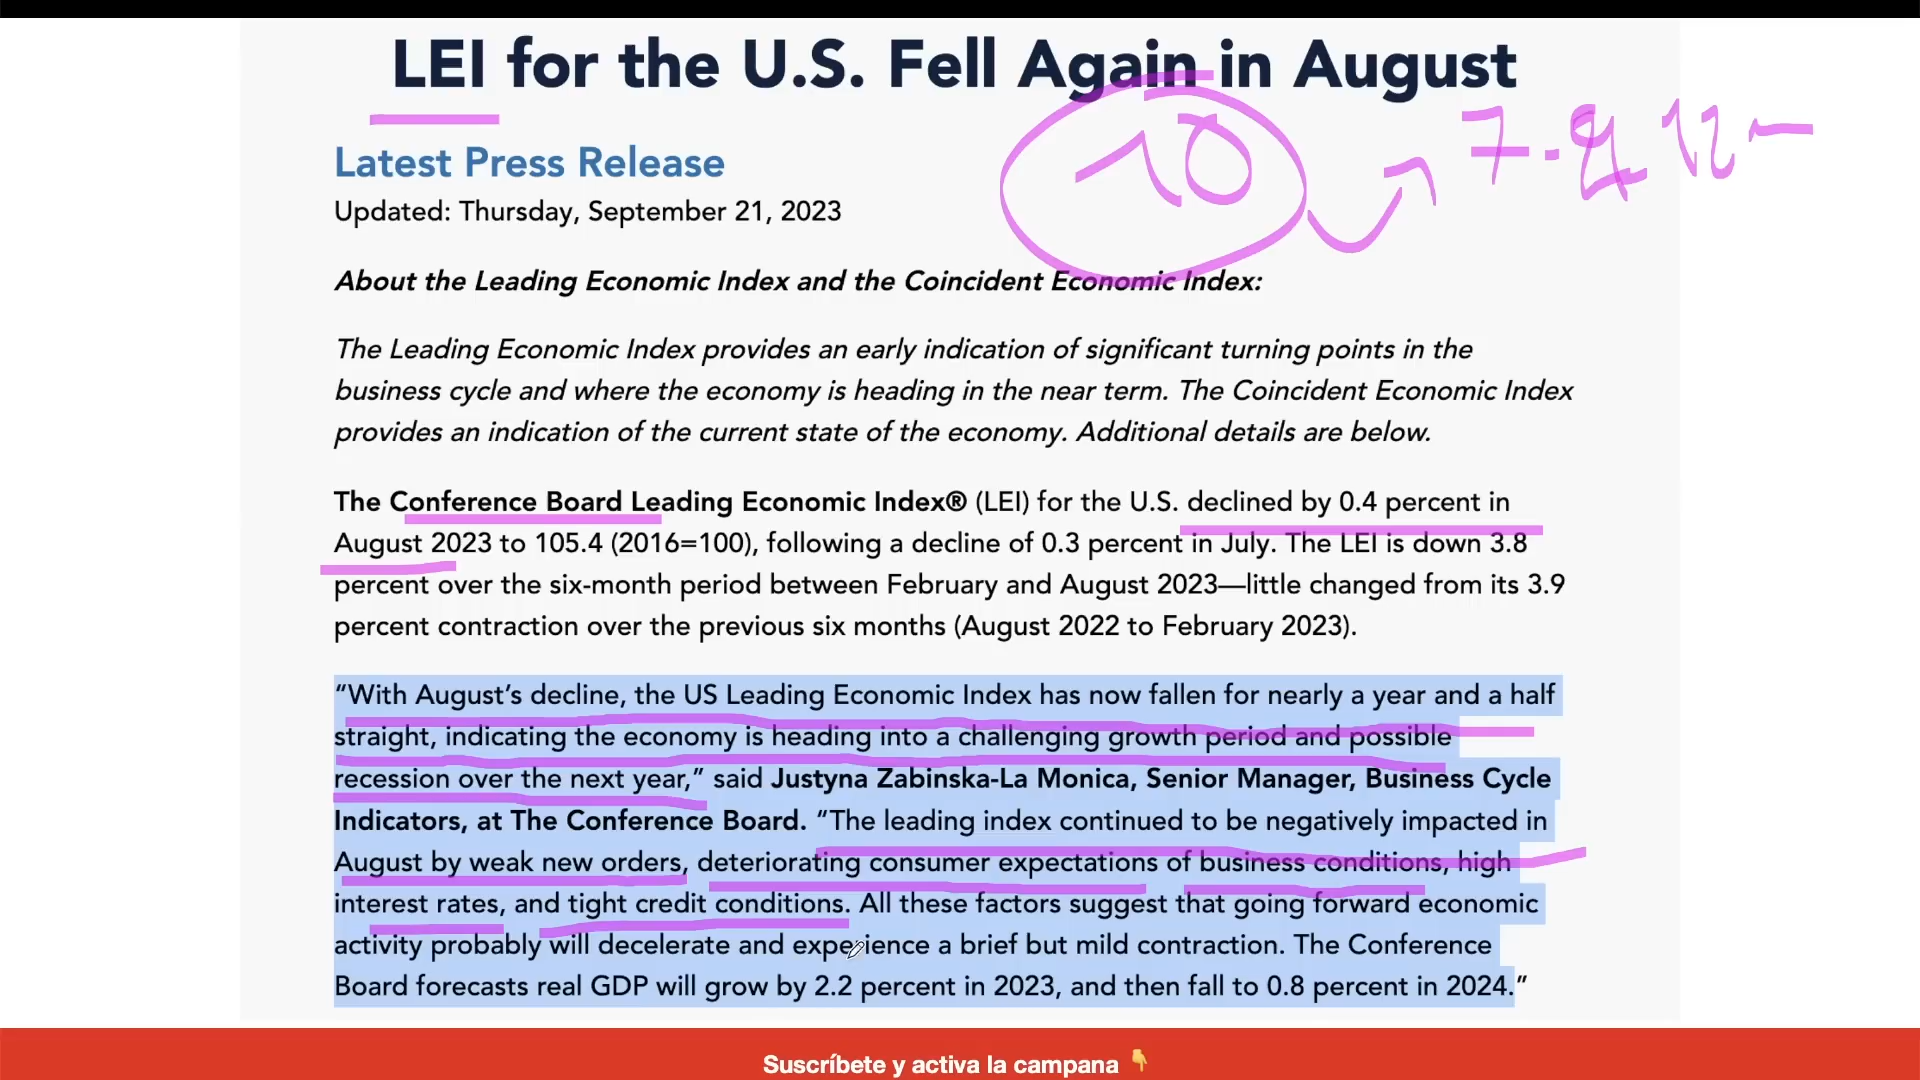 LEI for the U.S. Fell Again in August
10
7-9 12
Latest Press Release
Updated: Thursday, September 21, 2023
About the Leading Economic Index and the Coincident Economic Index:
The Leading Economic Index provides an early indication of significant turning points in the
business cycle and where the economy is heading in the near term. The Coincident Economic Index
provides an indication of the current state of the economy. Additional details are below.
The Conference Board Leading Economic Index® (LEI) for the U.S. declined by 0.4 percent in
August 2023 to 105.4 (2016=100), following a decline of 0.3 percent in July. The LEI is down 3.8
percent over the six-month period between February and August 2023—little changed from its 3.9
percent contraction over the previous six months (August 2022 to February 2023).
“With August’s decline, the US Leading Economic Index has now fallen for nearly a year and a half
straight, indicating the economy is heading into a challenging growth period and possible
recession over the next year,” said Justyna Zabinska-La Monica, Senior Manager, Business Cycle
Indicators, at The Conference Board. “The leading index continued to be negatively impacted in
August by weak new orders, deteriorating consumer expectations of business conditions, high
interest rates, and tight credit conditions. All these factors suggest that going forward economic
activity probably will decelerate and experience a brief but mild contraction. The Conference
Board forecasts real GDP will grow by 2.2 percent in 2023, and then fall to 0.8 percent in 2024.”
Suscríbete y activa la campana 👇